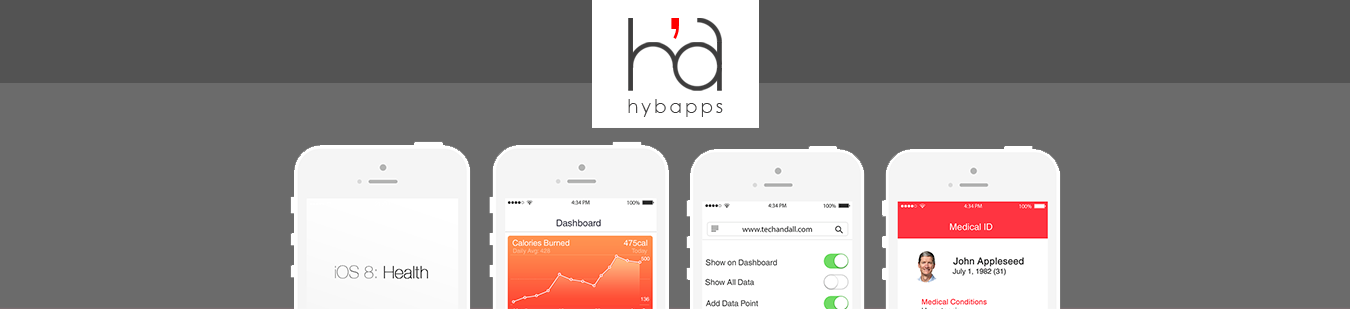 h'a
hybapps
iOS 8: Health
4:34 PM
100%
Dashboard
Calories Burned
475cal
Daily Avg: 428
Today
500
136
4:34 PM
100%
www.techandall.com
Show on Dashboard
Show All Data
Add Data Point
4:34 PM
100%
Medical ID
John Appleseed
July 1, 1982 (31)
Medical Conditions